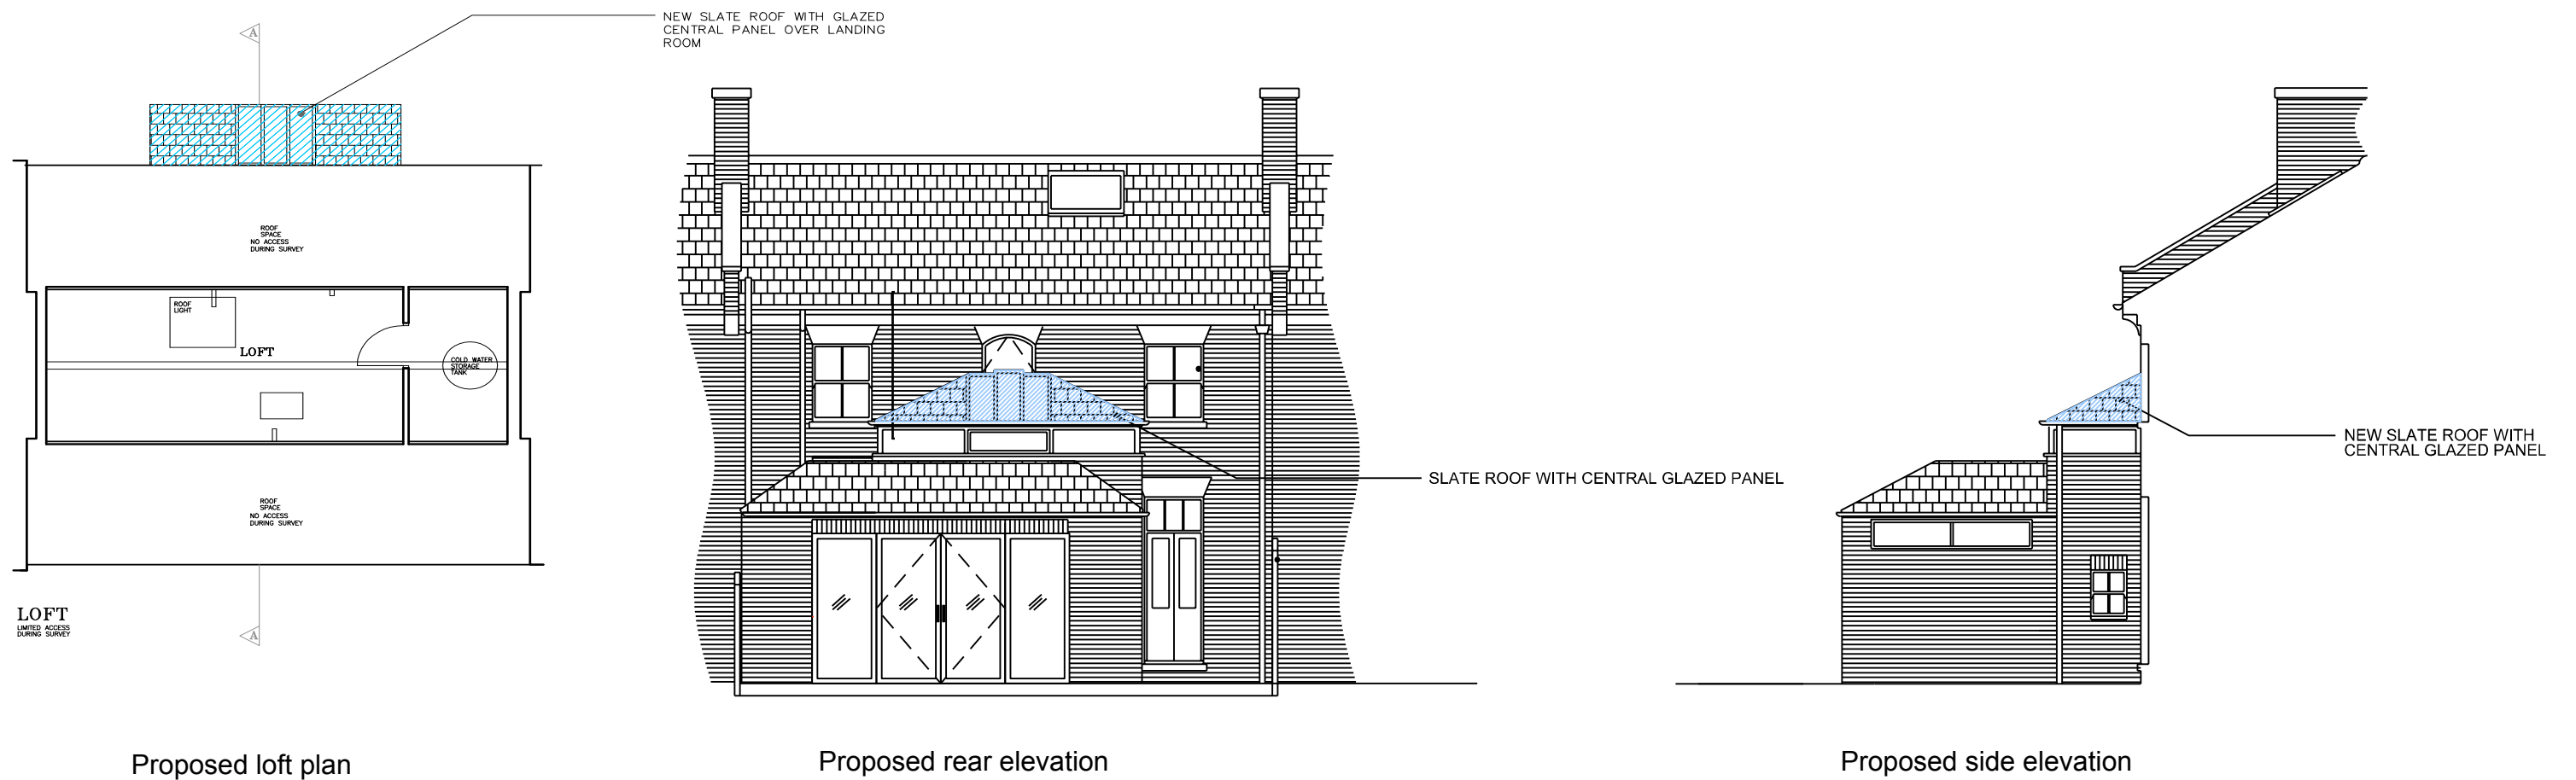 NEW SLATE ROOF WITH GLAZED
CENTRAL PANEL OVER LANDING
ROOM
A
ROOF
SPACE
NO ACCESS
DURING SURVEY
ROOF
LIGHT
LOFT
COLD WATER
STORAGE
TANK
ROOF
SPACE
NO ACCESS
DURING SURVEY
A
LOFT
LIMITED ACCESS
DURING SURVEY
Proposed loft plan
SLATE ROOF WITH CENTRAL GLAZED PANEL
Proposed rear elevation
NEW SLATE ROOF WITH
CENTRAL GLAZED PANEL
Proposed side elevation